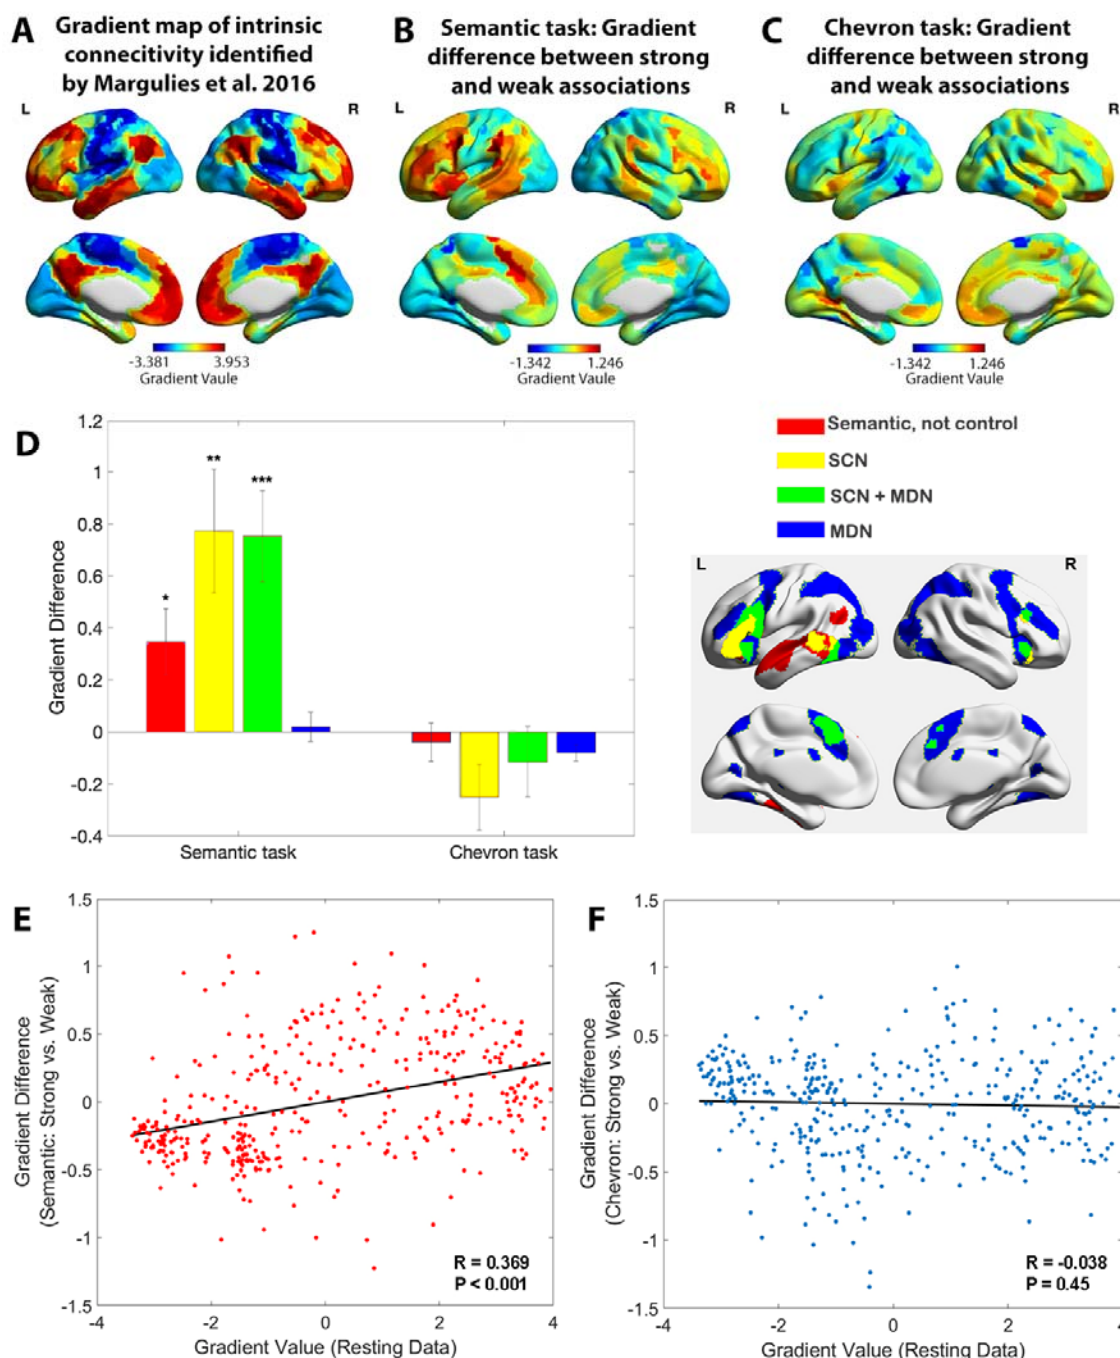 A
Gradient map of intrinsic
connecitivity identified
by Margulies et al. 2016
L
R
-3.381
3.953
Gradient Vaule
B
Semantic task: Gradient
difference between strong
and weak associations
L
R
-1.342
1.246
Gradient Vaule
C
Chevron task: Gradient
difference between strong
and weak associations
L
R
-1.342
1.246
Gradient Vaule
D
Gradient Difference
1.2
1
0.8
0.6
0.4
0.2
0
-0.2
-0.4
*
**
***
Semantic task
Chevron task
Semantic, not control
SCN
SCN + MDN
MDN
L
R
E
Gradient Difference
(Semantic: Strong vs. Weak)
1.5
1
0.5
0
-0.5
-1
-1.5
-4
-2
0
2
4
R = 0.369
P < 0.001
Gradient Value (Resting Data)
F
Gradient Difference
(Chevron: Strong vs. Weak)
1.5
1
0.5
0
-0.5
-1
-1.5
-4
-2
0
2
4
R = -0.038
P = 0.45
Gradient Value (Resting Data)